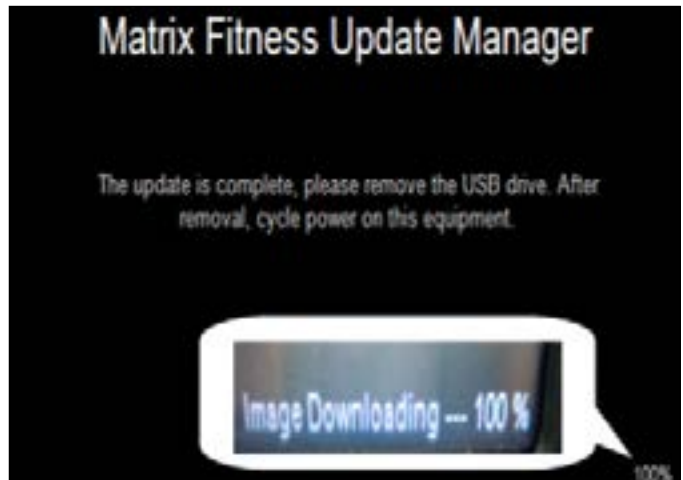 Matrix Fitness Update Manager
The update is complete, please remove the USB drive. After
removal, cycle power on this equipment.
Image Downloading --- 100 %
100%